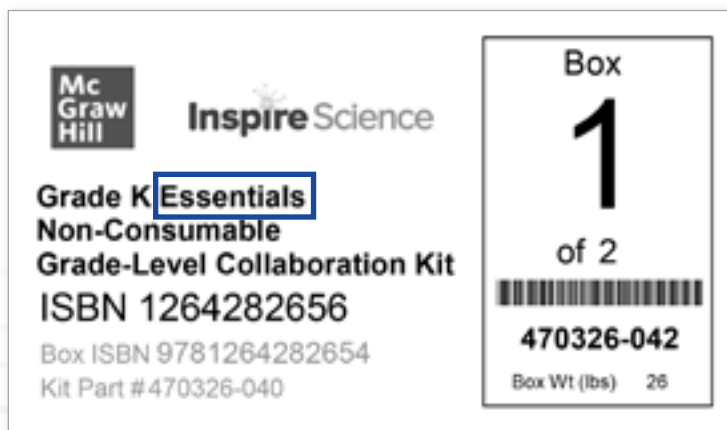 Mc
Graw
Hill
Inspire Science
Grade K Essentials
Non-Consumable
Grade-Level Collaboration Kit
ISBN 1264282656
Box ISBN 9781264282654
Kit Part #470326-040
Box
1
of 2
470326-042
Box Wt (lbs) 26